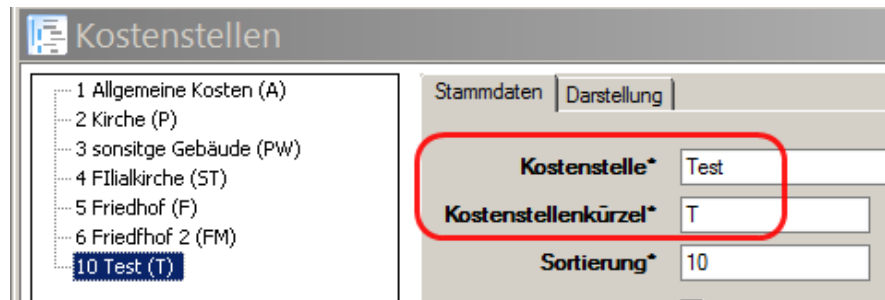 Kostenstellen
1 Allgemeine Kosten (A)
2 Kirche (P)
3 sonsitge Gebäude (PW)
4 FIlialkirche (ST)
5 Friedhof (F)
6 Friedfhof 2 (FM)
10 Test (T)
Stammdaten Darstellung
Kostenstelle* Test
Kostenstellenkürzel* T
Sortierung* 10